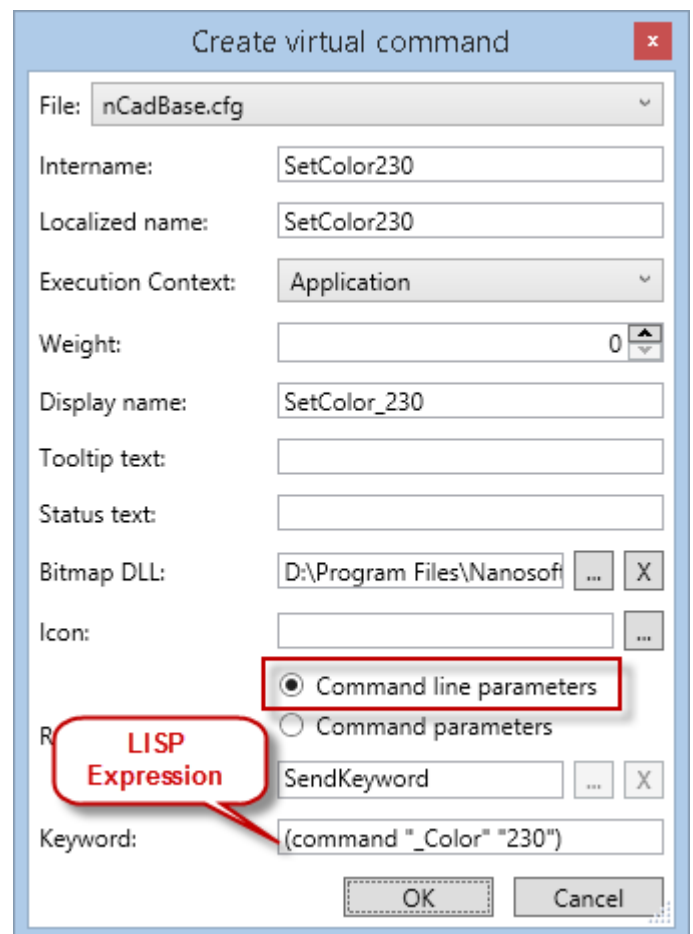 Create virtual command
x
File: nCadBase.cfg
Intername: SetColor230
Localized name: SetColor230
Execution Context: Application
Weight: 0
Display name: SetColor_230
Tooltip text:
Status text:
Bitmap DLL: D:\Program Files\Nanosoft ... X
Icon: ...
Command line parameters
R Command parameters
LISP
Expression
SendKeyword ... X
Keyword: (command "_Color" "230")
OK Cancel